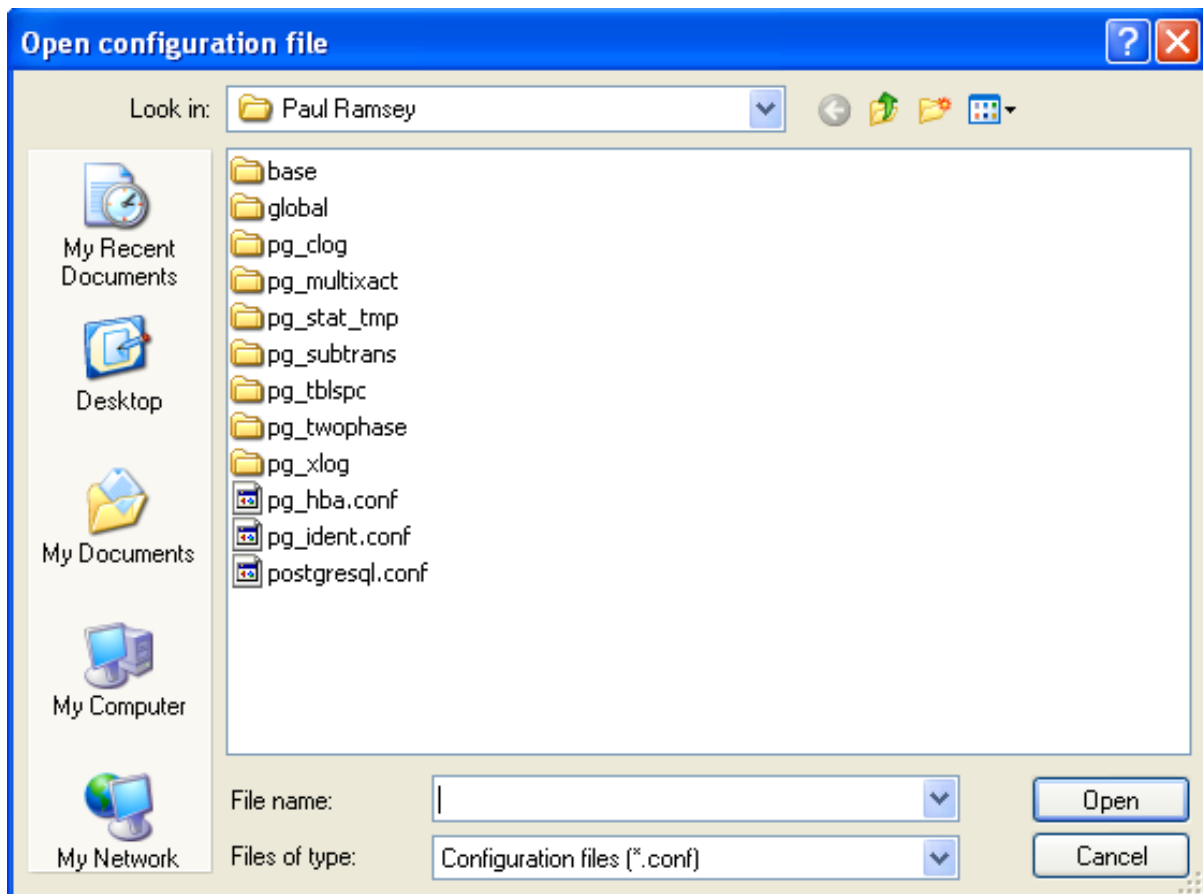 Open configuration file
Look in: Paul Ramsey
My Recent
Documents
Desktop
My Documents
My Computer
My Network
base
global
pg_clog
pg_multixact
pg_stat_tmp
pg_subtrans
pg_tblspc
pg_twophase
pg_xlog
pg_hba.conf
pg_ident.conf
postgresql.conf
File name:
Open
Files of type: Configuration files (*.conf)
Cancel